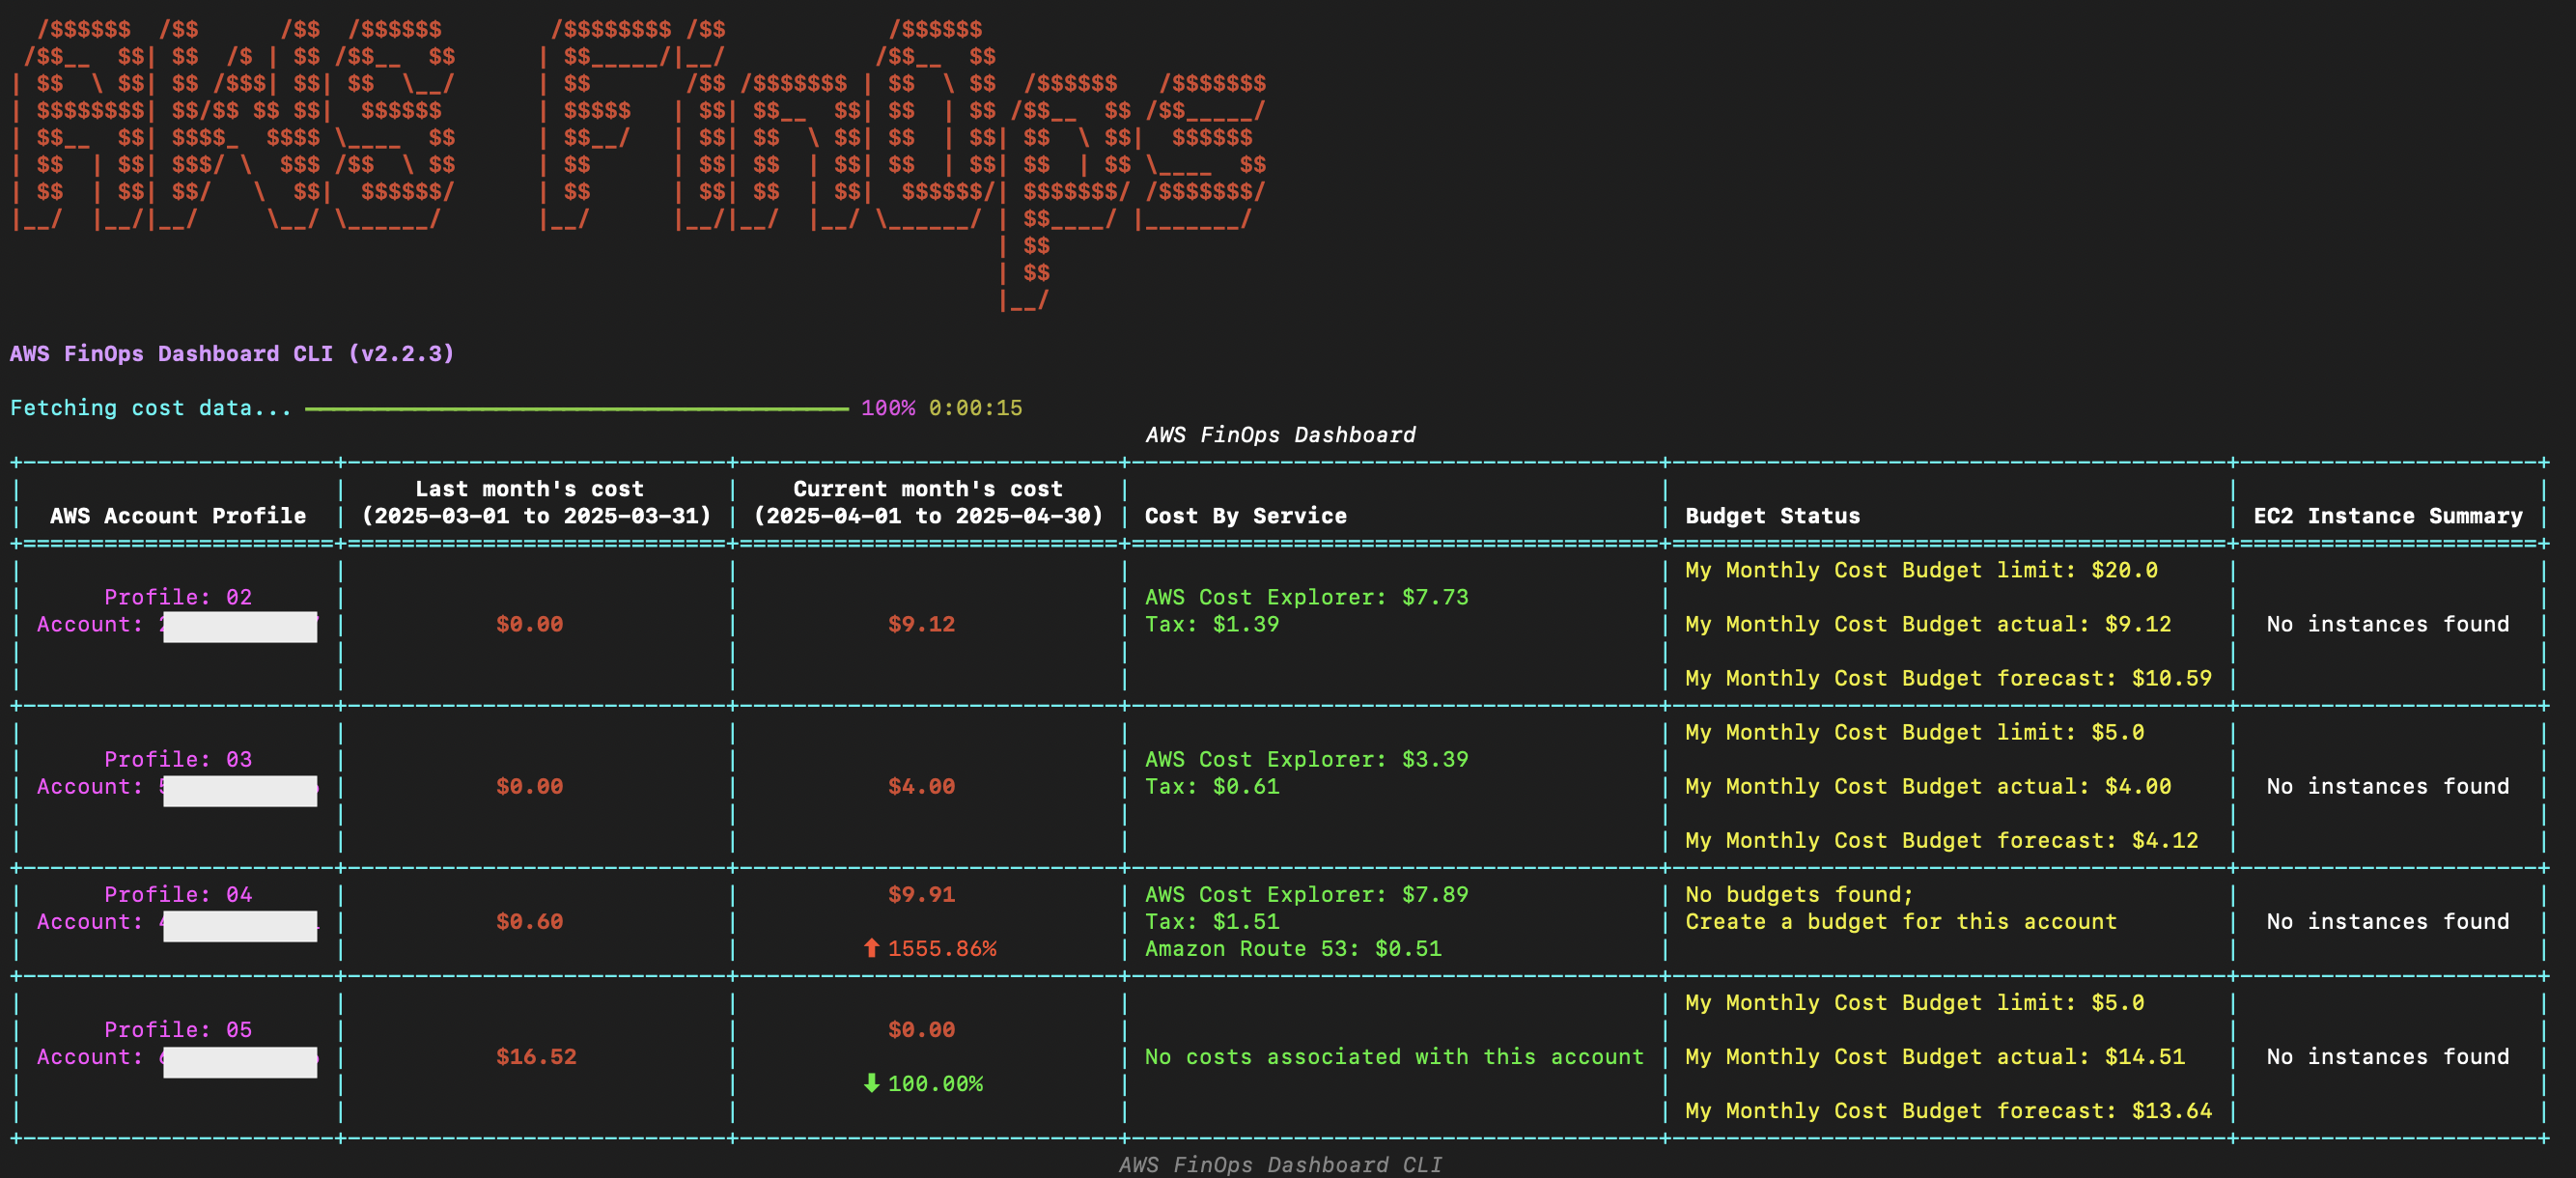 AWS FinOps
AWS FinOps Dashboard CLI (v2.2.3)
Fetching cost data... 100% 0:00:15
AWS FinOps Dashboard
AWS Account Profile
Last month's cost
(2025-03-01 to 2025-03-31)
Current month's cost
(2025-04-01 to 2025-04-30)
Cost By Service
Budget Status
EC2 Instance Summary
Profile: 02
Account:
$0.00
$9.12
AWS Cost Explorer: $7.73
Tax: $1.39
My Monthly Cost Budget limit: $20.0
My Monthly Cost Budget actual: $9.12
My Monthly Cost Budget forecast: $10.59
No instances found
Profile: 03
Account:
$0.00
$4.00
AWS Cost Explorer: $3.39
Tax: $0.61
My Monthly Cost Budget limit: $5.0
My Monthly Cost Budget actual: $4.00
My Monthly Cost Budget forecast: $4.12
No instances found
Profile: 04
Account:
$0.60
$9.91
⬆ 1555.86%
AWS Cost Explorer: $7.89
Tax: $1.51
Amazon Route 53: $0.51
No budgets found;
Create a budget for this account
No instances found
Profile: 05
Account:
$16.52
$0.00
⬇ 100.00%
No costs associated with this account
My Monthly Cost Budget limit: $5.0
My Monthly Cost Budget actual: $14.51
My Monthly Cost Budget forecast: $13.64
No instances found
AWS FinOps Dashboard CLI